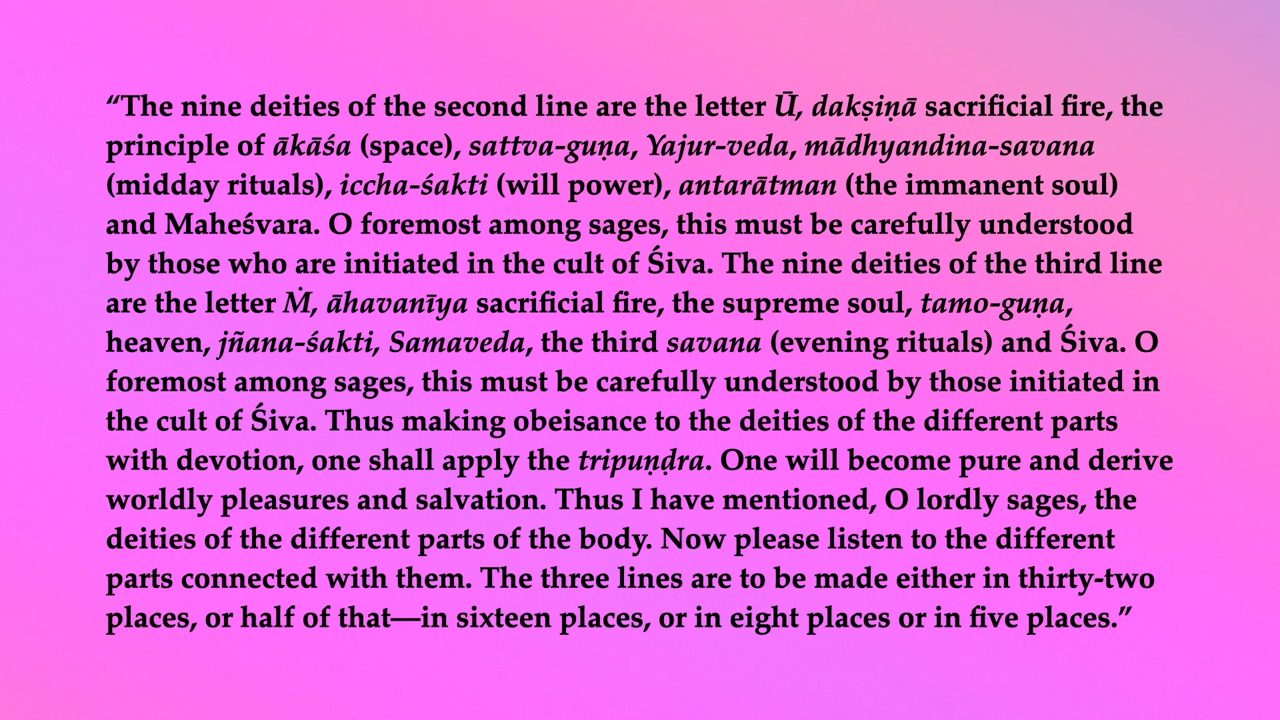 “The nine deities of the second line are the letter Ū, dakṣiṇā sacrificial fire, the
principle of ākāśa (space), sattva-guṇa, Yajur-veda, mādhyandina-savana
(midday rituals), iccha-śakti (will power), antarātman (the immanent soul)
and Maheśvara. O foremost among sages, this must be carefully understood
by those who are initiated in the cult of Śiva. The nine deities of the third line
are the letter Ṁ, āhavanīya sacrificial fire, the supreme soul, tamo-guṇa,
heaven, jñana-śakti, Samaveda, the third savana (evening rituals) and Śiva. O
foremost among sages, this must be carefully understood by those initiated in
the cult of Śiva. Thus making obeisance to the deities of the different parts
with devotion, one shall apply the tripuṇḍra. One will become pure and derive
worldly pleasures and salvation. Thus I have mentioned, O lordly sages, the
deities of the different parts of the body. Now please listen to the different
parts connected with them. The three lines are to be made either in thirty-two
places, or half of that—in sixteen places, or in eight places or in five places.”